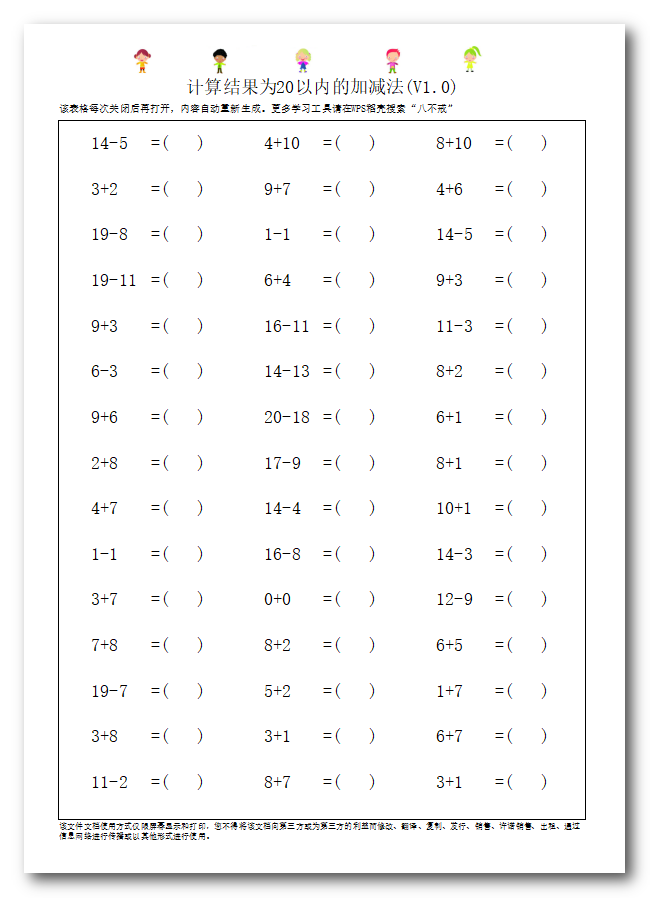 计算结果为20以内的加减法(V1.0)
该表格每次关闭后再打开，内容自动重新生成。更多学习工具请在WPS稻壳搜索“八不戒”
14-5 =( ) 4+10 =( ) 8+10 =( )
3+2 =( ) 9+7 =( ) 4+6 =( )
19-8 =( ) 1-1 =( ) 14-5 =( )
19-11 =( ) 6+4 =( ) 9+3 =( )
9+3 =( ) 16-11 =( ) 11-3 =( )
6-3 =( ) 14-13 =( ) 8+2 =( )
9+6 =( ) 20-18 =( ) 6+1 =( )
2+8 =( ) 17-9 =( ) 8+1 =( )
4+7 =( ) 14-4 =( ) 10+1 =( )
1-1 =( ) 16-8 =( ) 14-3 =( )
3+7 =( ) 0+0 =( ) 12-9 =( )
7+8 =( ) 8+2 =( ) 6+5 =( )
19-7 =( ) 5+2 =( ) 1+7 =( )
3+8 =( ) 3+1 =( ) 6+7 =( )
11-2 =( ) 8+7 =( ) 3+1 =( )
该文件文档使用方式仅限屏幕显示和打印，您不得将该文档向第三方或为第三方的利益而修改、翻译、复制、发行、销售、许诺销售、出租、通过
信息网络进行传播或以其他形式进行使用。